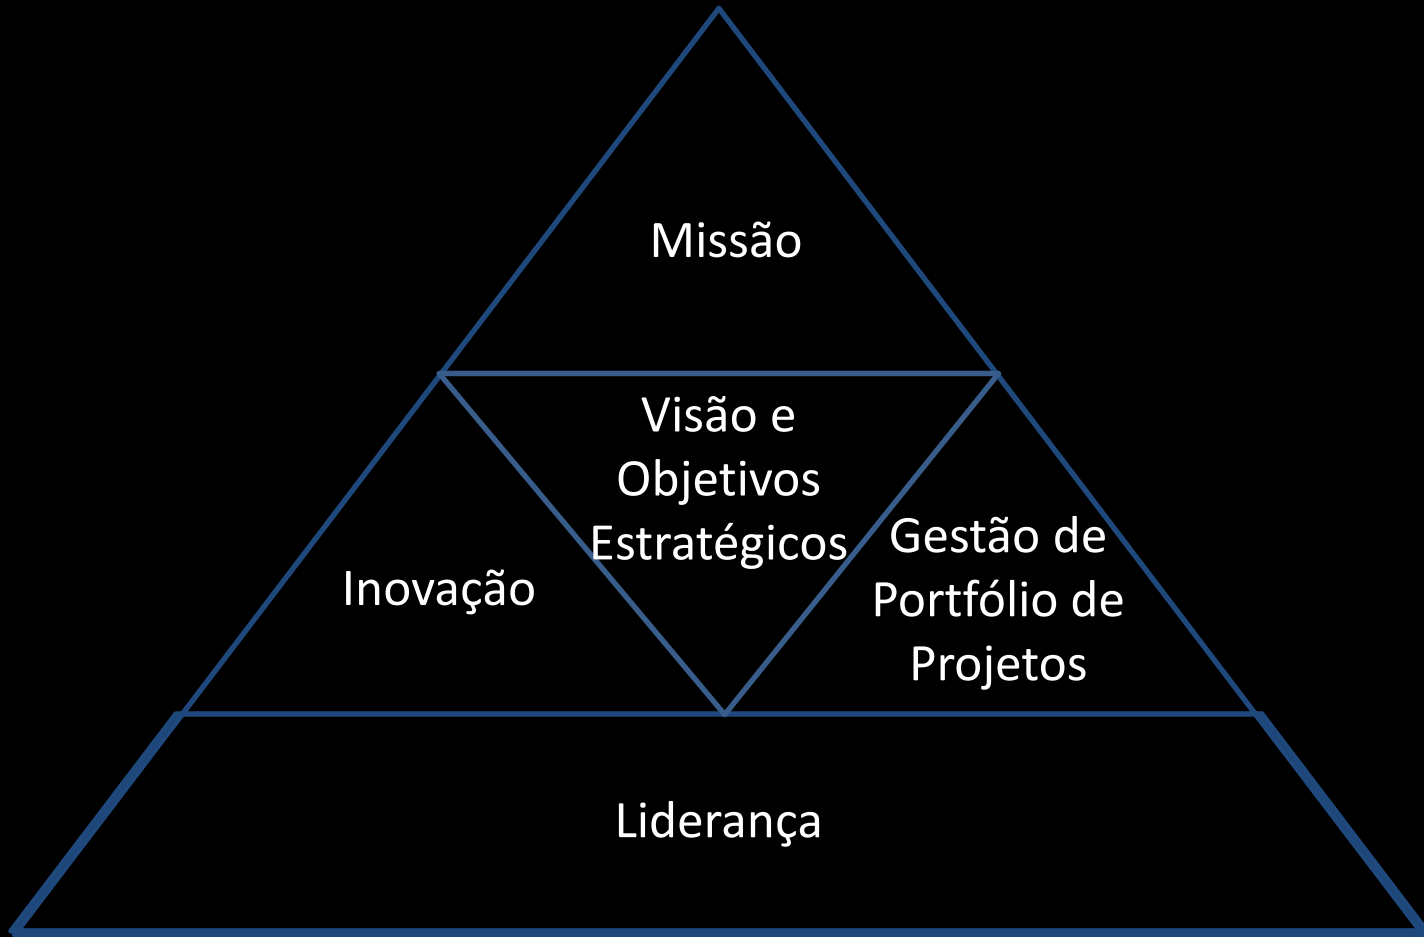 Missão
Visão e
Objetivos
Estratégicos
Inovação
Gestão de
Portfólio de
Projetos
Liderança